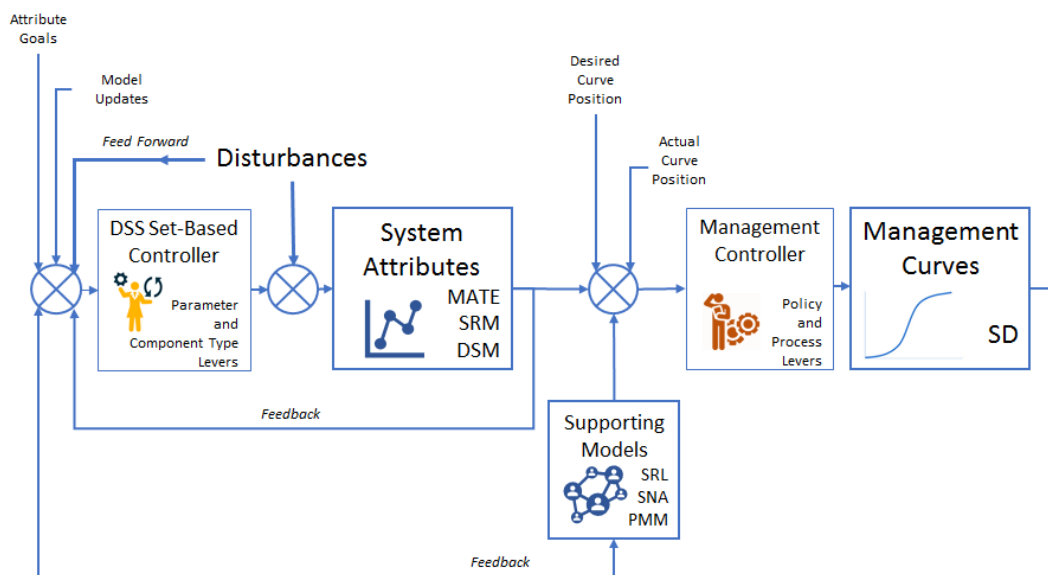 Attribute
Goals
Model
Updates
Feed Forward
Disturbances
DSS Set-Based
Controller
Parameter
and
Component Type
Levers
System
Attributes
MATE
SRM
DSM
Feedback
Desired
Curve
Position
Actual
Curve
Position
Management
Controller
Policy
and
Process
Levers
Management
Curves
SD
Supporting
Models
SRL
SNA
PMM
Feedback